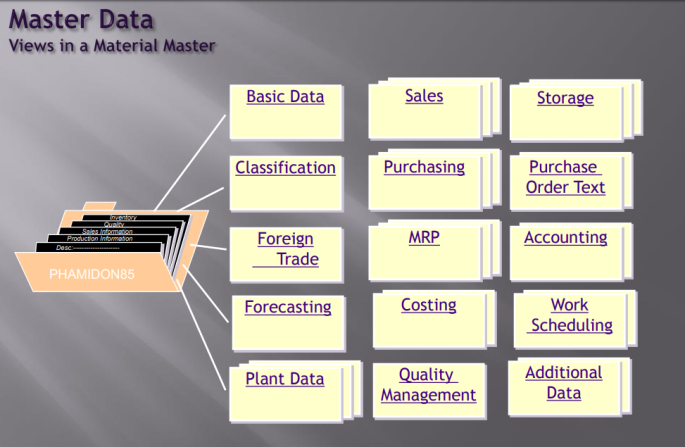 Master Data
Views in a Material Master
Basic Data
Sales
Storage
Classification
Purchasing
Purchase
Order Text
Inventory
Quality
Sales Information
Production Information
Desc:-----------------------
PHAMIDON85
Foreign
Trade
MRP
Accounting
Forecasting
Costing
Work
Scheduling
Plant Data
Quality
Management
Additional
Data